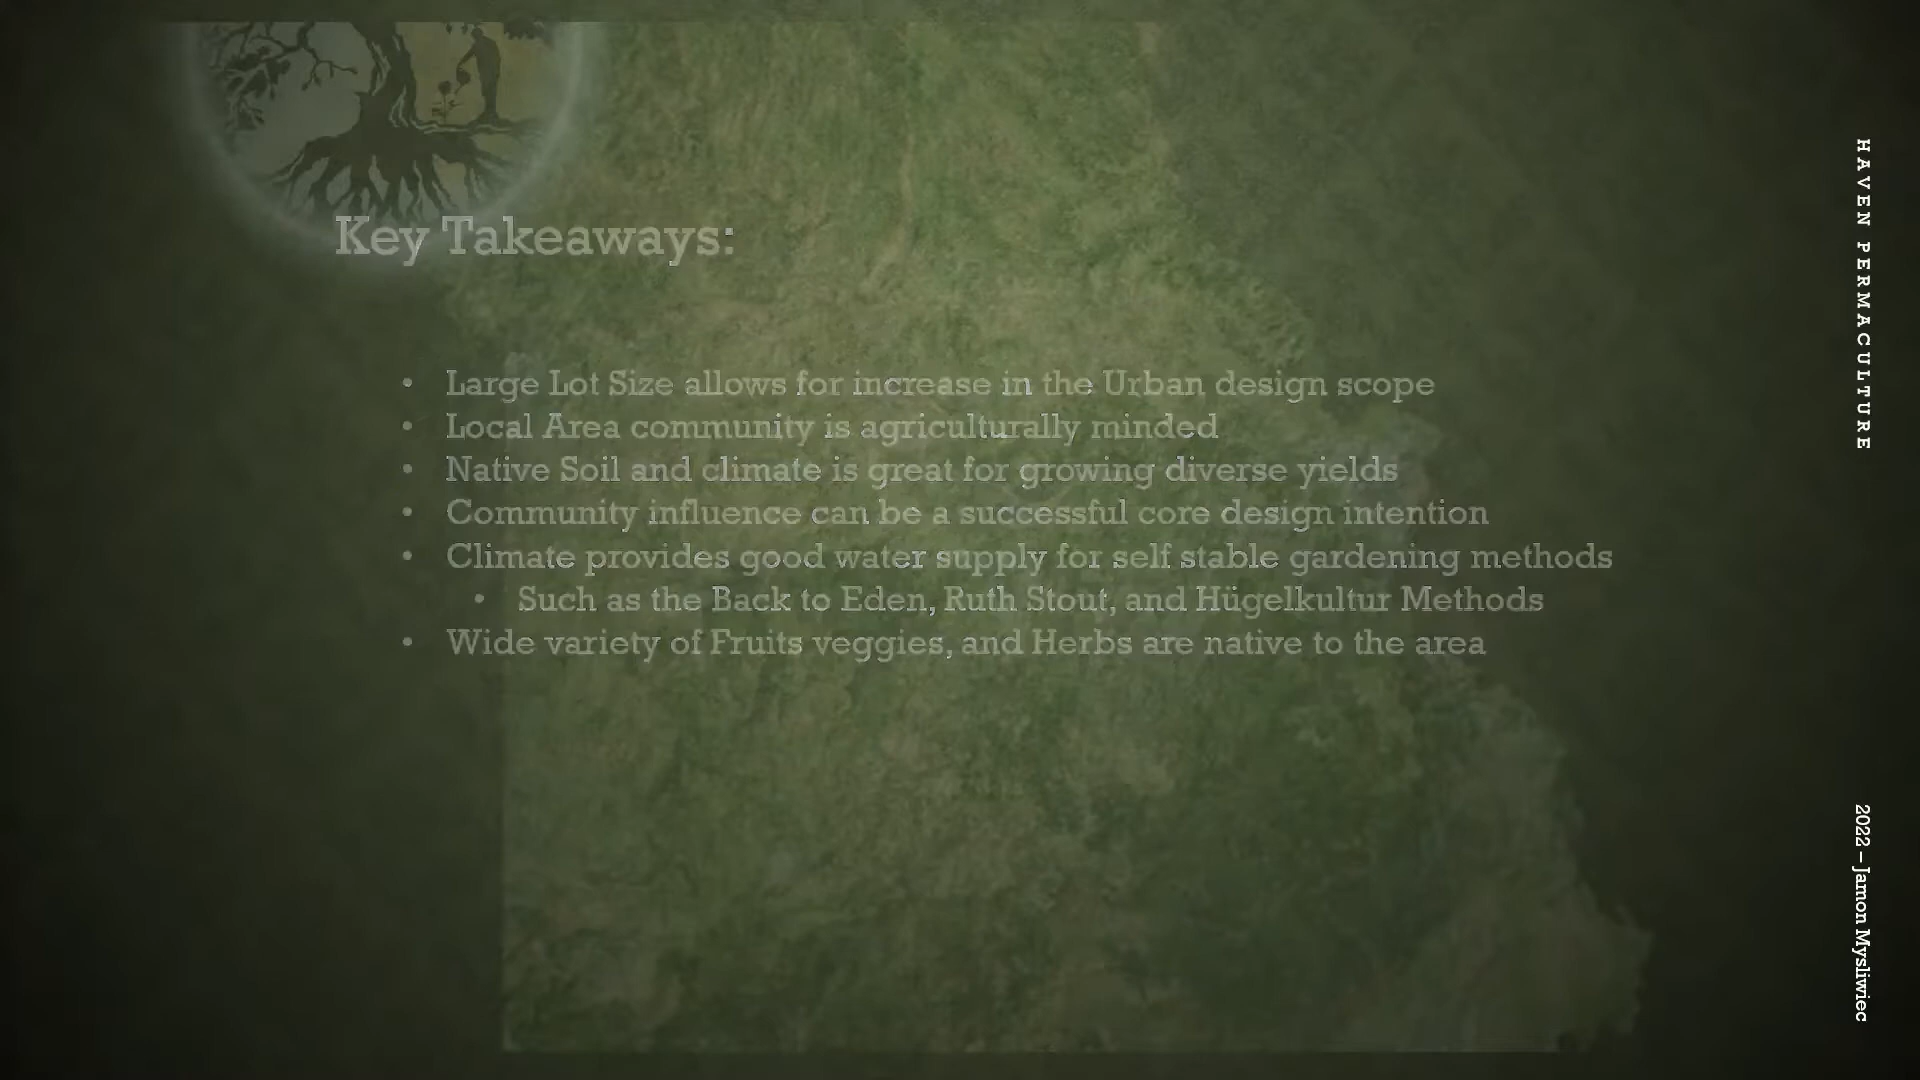 Key Takeaways:
• Large Lot Size allows for increase in the Urban design scope
• Local Area community is agriculturally minded
• Native Soil and climate is great for growing diverse yields
• Community influence can be a successful core design intention
• Climate provides good water supply for self stable gardening methods
• Such as the Back to Eden, Ruth Stout, and Hügelkultur Methods
• Wide variety of Fruits veggies, and Herbs are native to the area
HAVEN PERMACULTURE
2022 – Jamon Mysliwiec